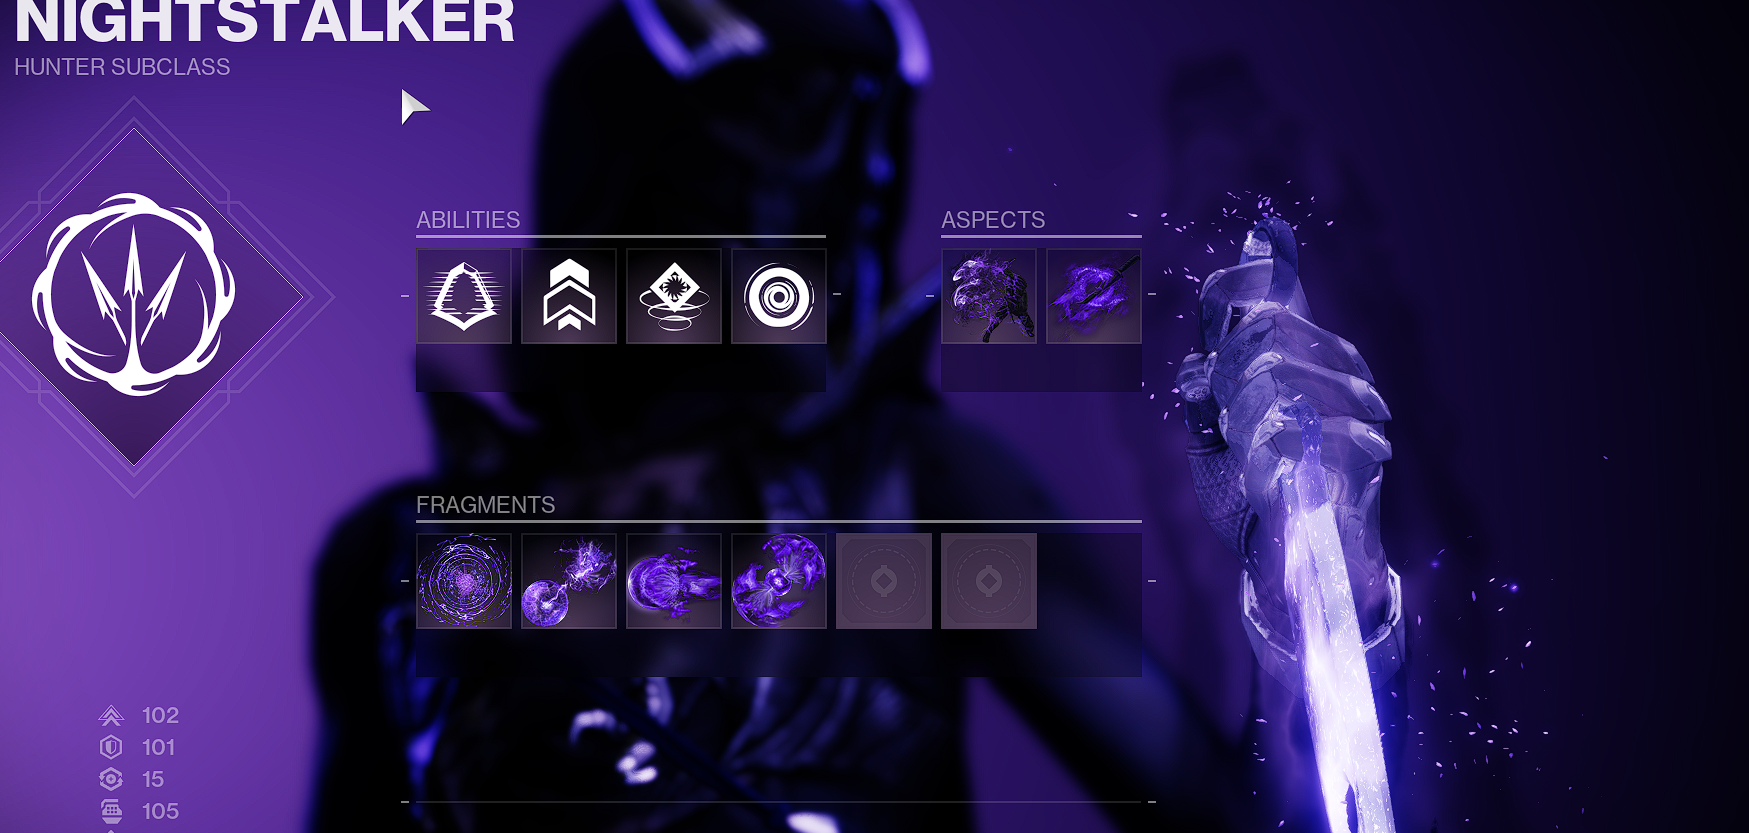 NIGHTSTALKER
HUNTER SUBCLASS
ABILITIES
ASPECTS
FRAGMENTS
102
101
15
105